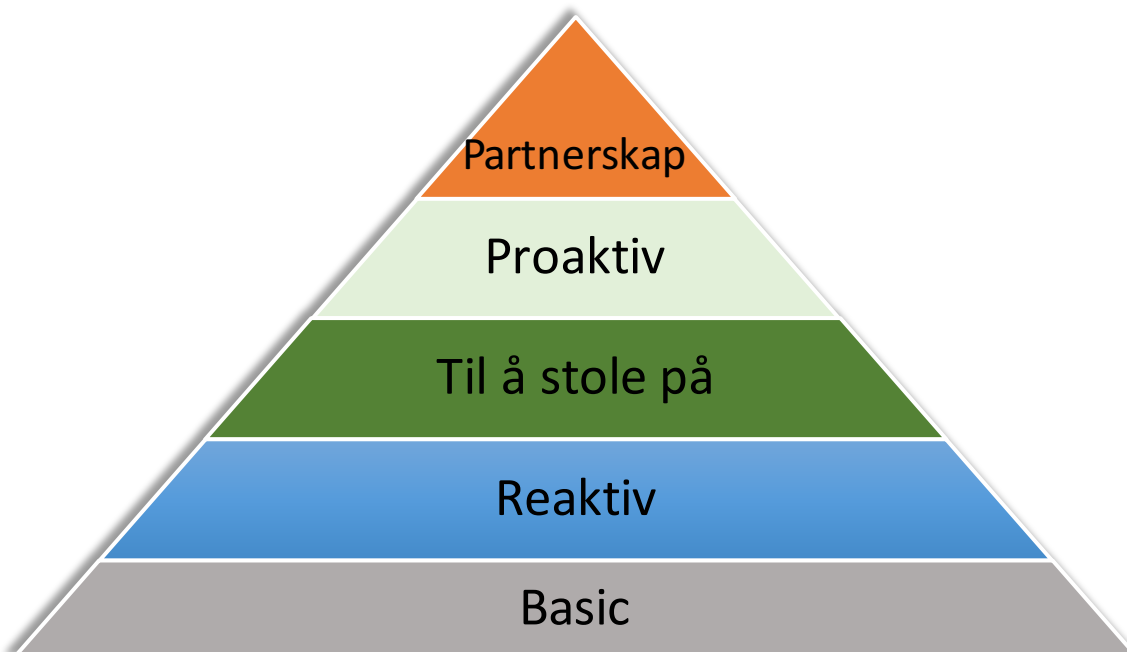 Partnerskap
Proaktiv
Til å stole på
Reaktiv
Basic